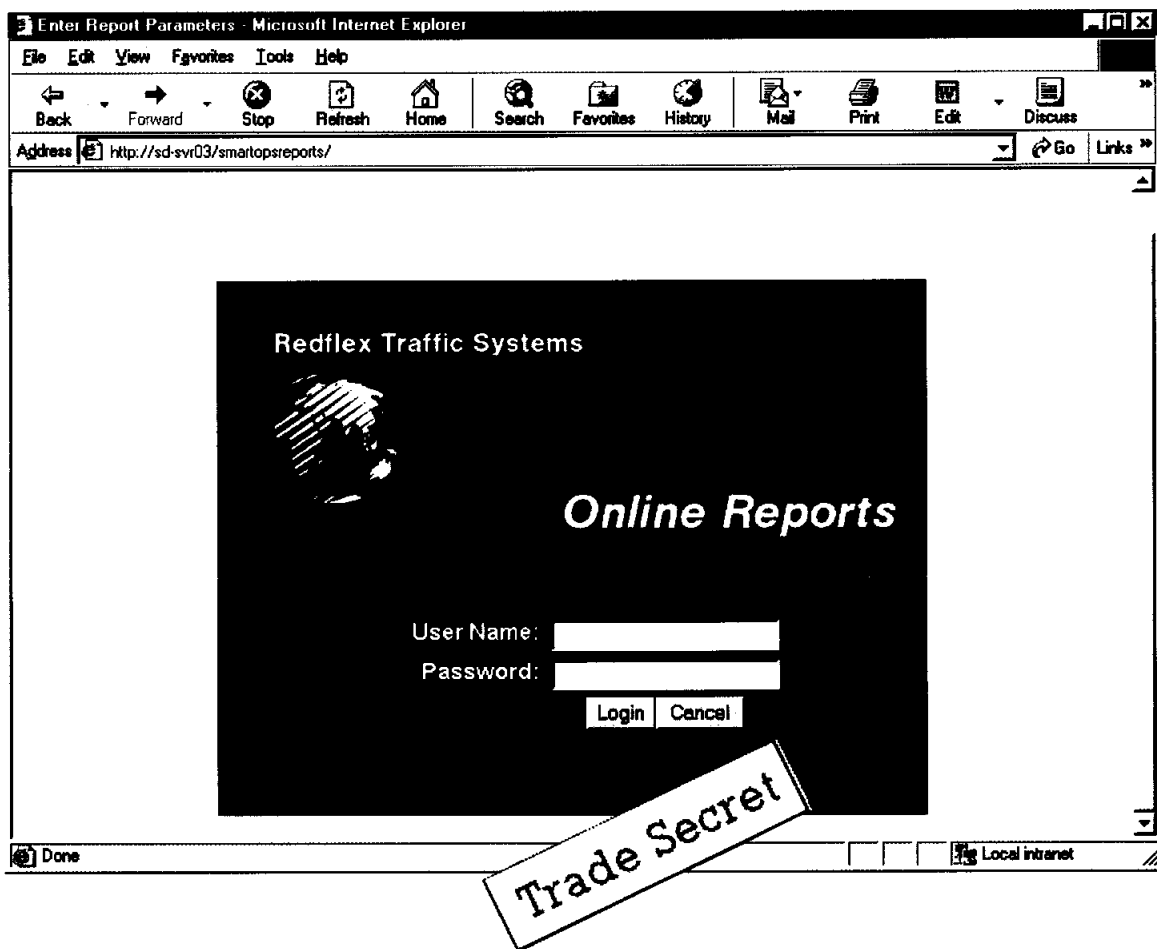 Enter Report Parameters - Microsoft Internet Explorer
File Edit View Favorites Tools Help
Back Forward Stop Refresh Home Search Favorites History Mail Print Edit Discuss »
Address http://sd-svr03/smartopsreports/ Go Links »
Redflex Traffic Systems
Online Reports
User Name:
Password:
Login Cancel
Trade Secret
Done Local intranet